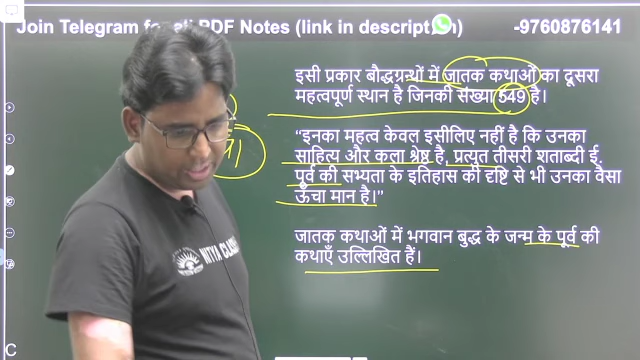 Join Telegram for all PDF Notes (link in description) -9760876141
इसी प्रकार बौद्धग्रन्थों में जातक कथाओं का दूसरा
महत्वपूर्ण स्थान है जिनकी संख्या 549 है।
“इनका महत्व केवल इसीलिए नहीं है कि उनका
साहित्य और कला श्रेष्ठ है, प्रत्युत तीसरी शताब्दी ई.
पूर्व की सभ्यता के इतिहास की दृष्टि से भी उनका वैसा
ऊँचा मान है।”
जातक कथाओं में भगवान बुद्ध के जन्म के पूर्व की
कथाएँ उल्लिखित हैं।
NITYA CLASSES
C